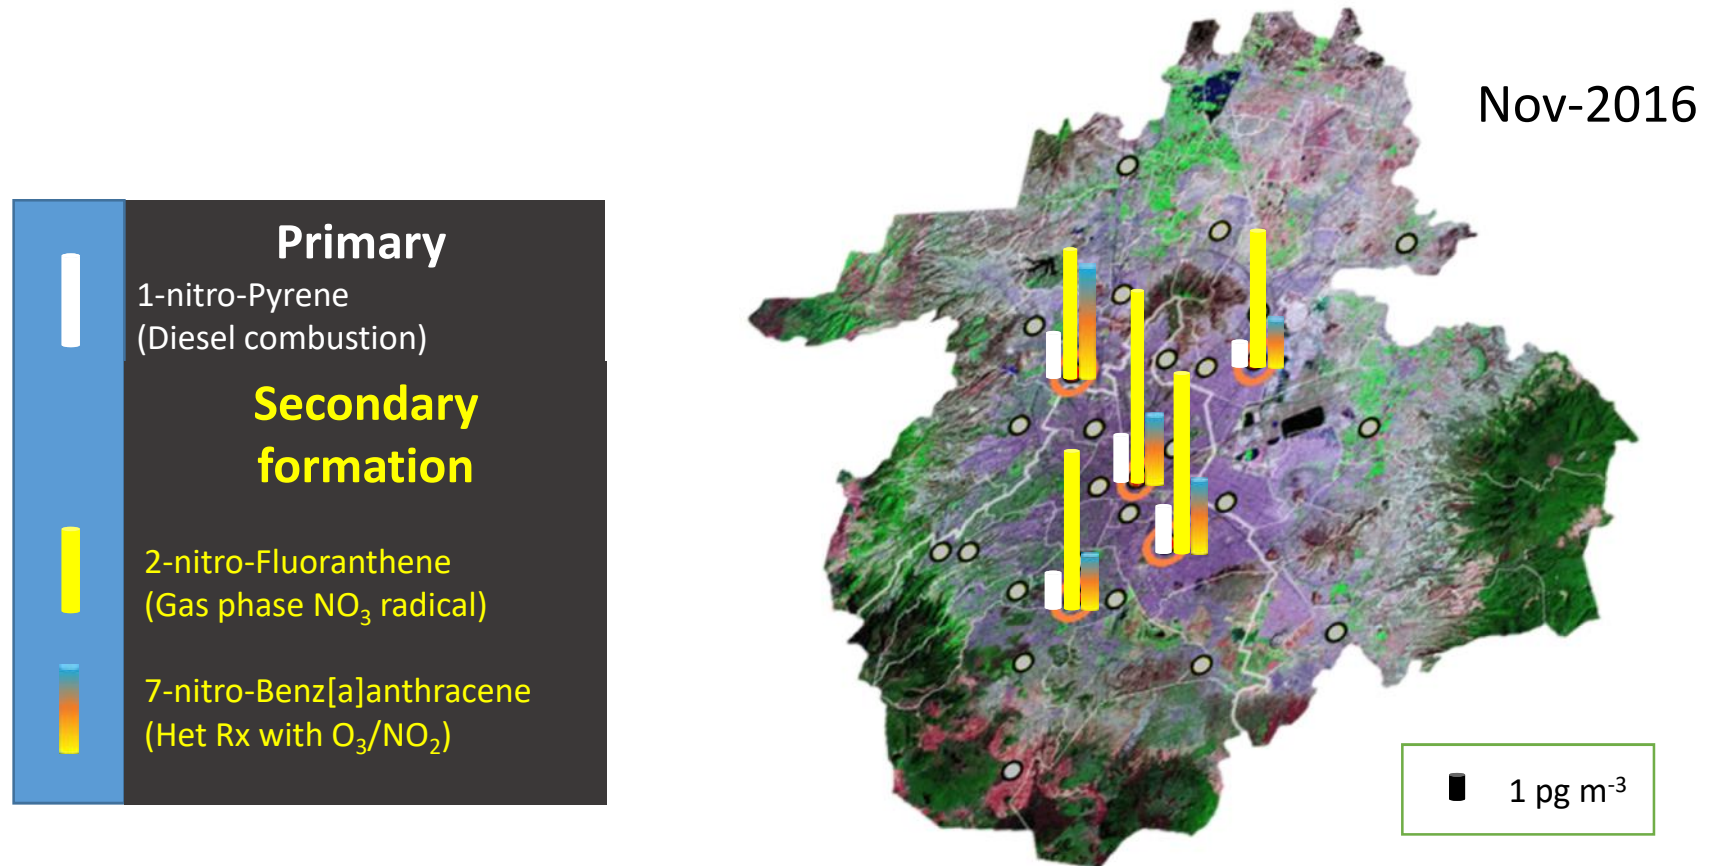 Nov-2016
Primary
1-nitro-Pyrene
(Diesel combustion)
Secondary
formation
2-nitro-Fluoranthene
(Gas phase NO₃ radical)
7-nitro-Benz[a]anthracene
(Het Rx with O₃/NO₂)
1 pg m⁻³